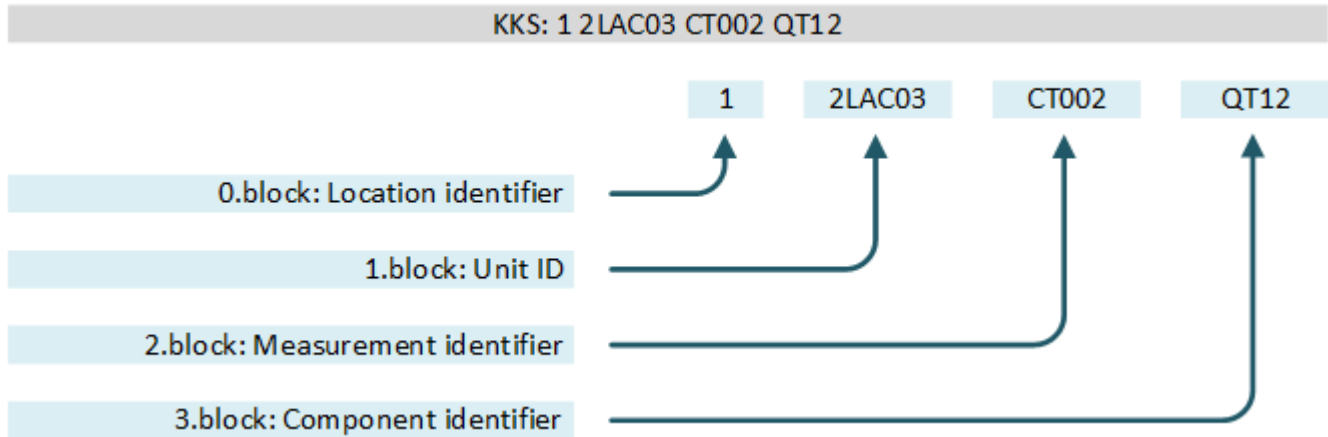 KKS: 1 2LAC03 CT002 QT12
1 2LAC03 CT002 QT12
0.block: Location identifier
1.block: Unit ID
2.block: Measurement identifier
3.block: Component identifier